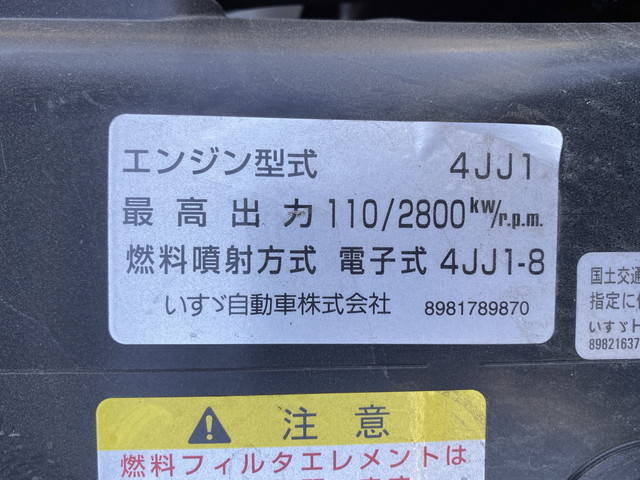 エンジン型式 4JJ1
最高出力 110/2800kw/r.p.m.
燃料噴射方式 電子式 4JJ1-8
いすゞ自動車株式会社 8981789870
国土交通
指定に
いすゞH
89821637
注意
燃料フィルタエレメントは